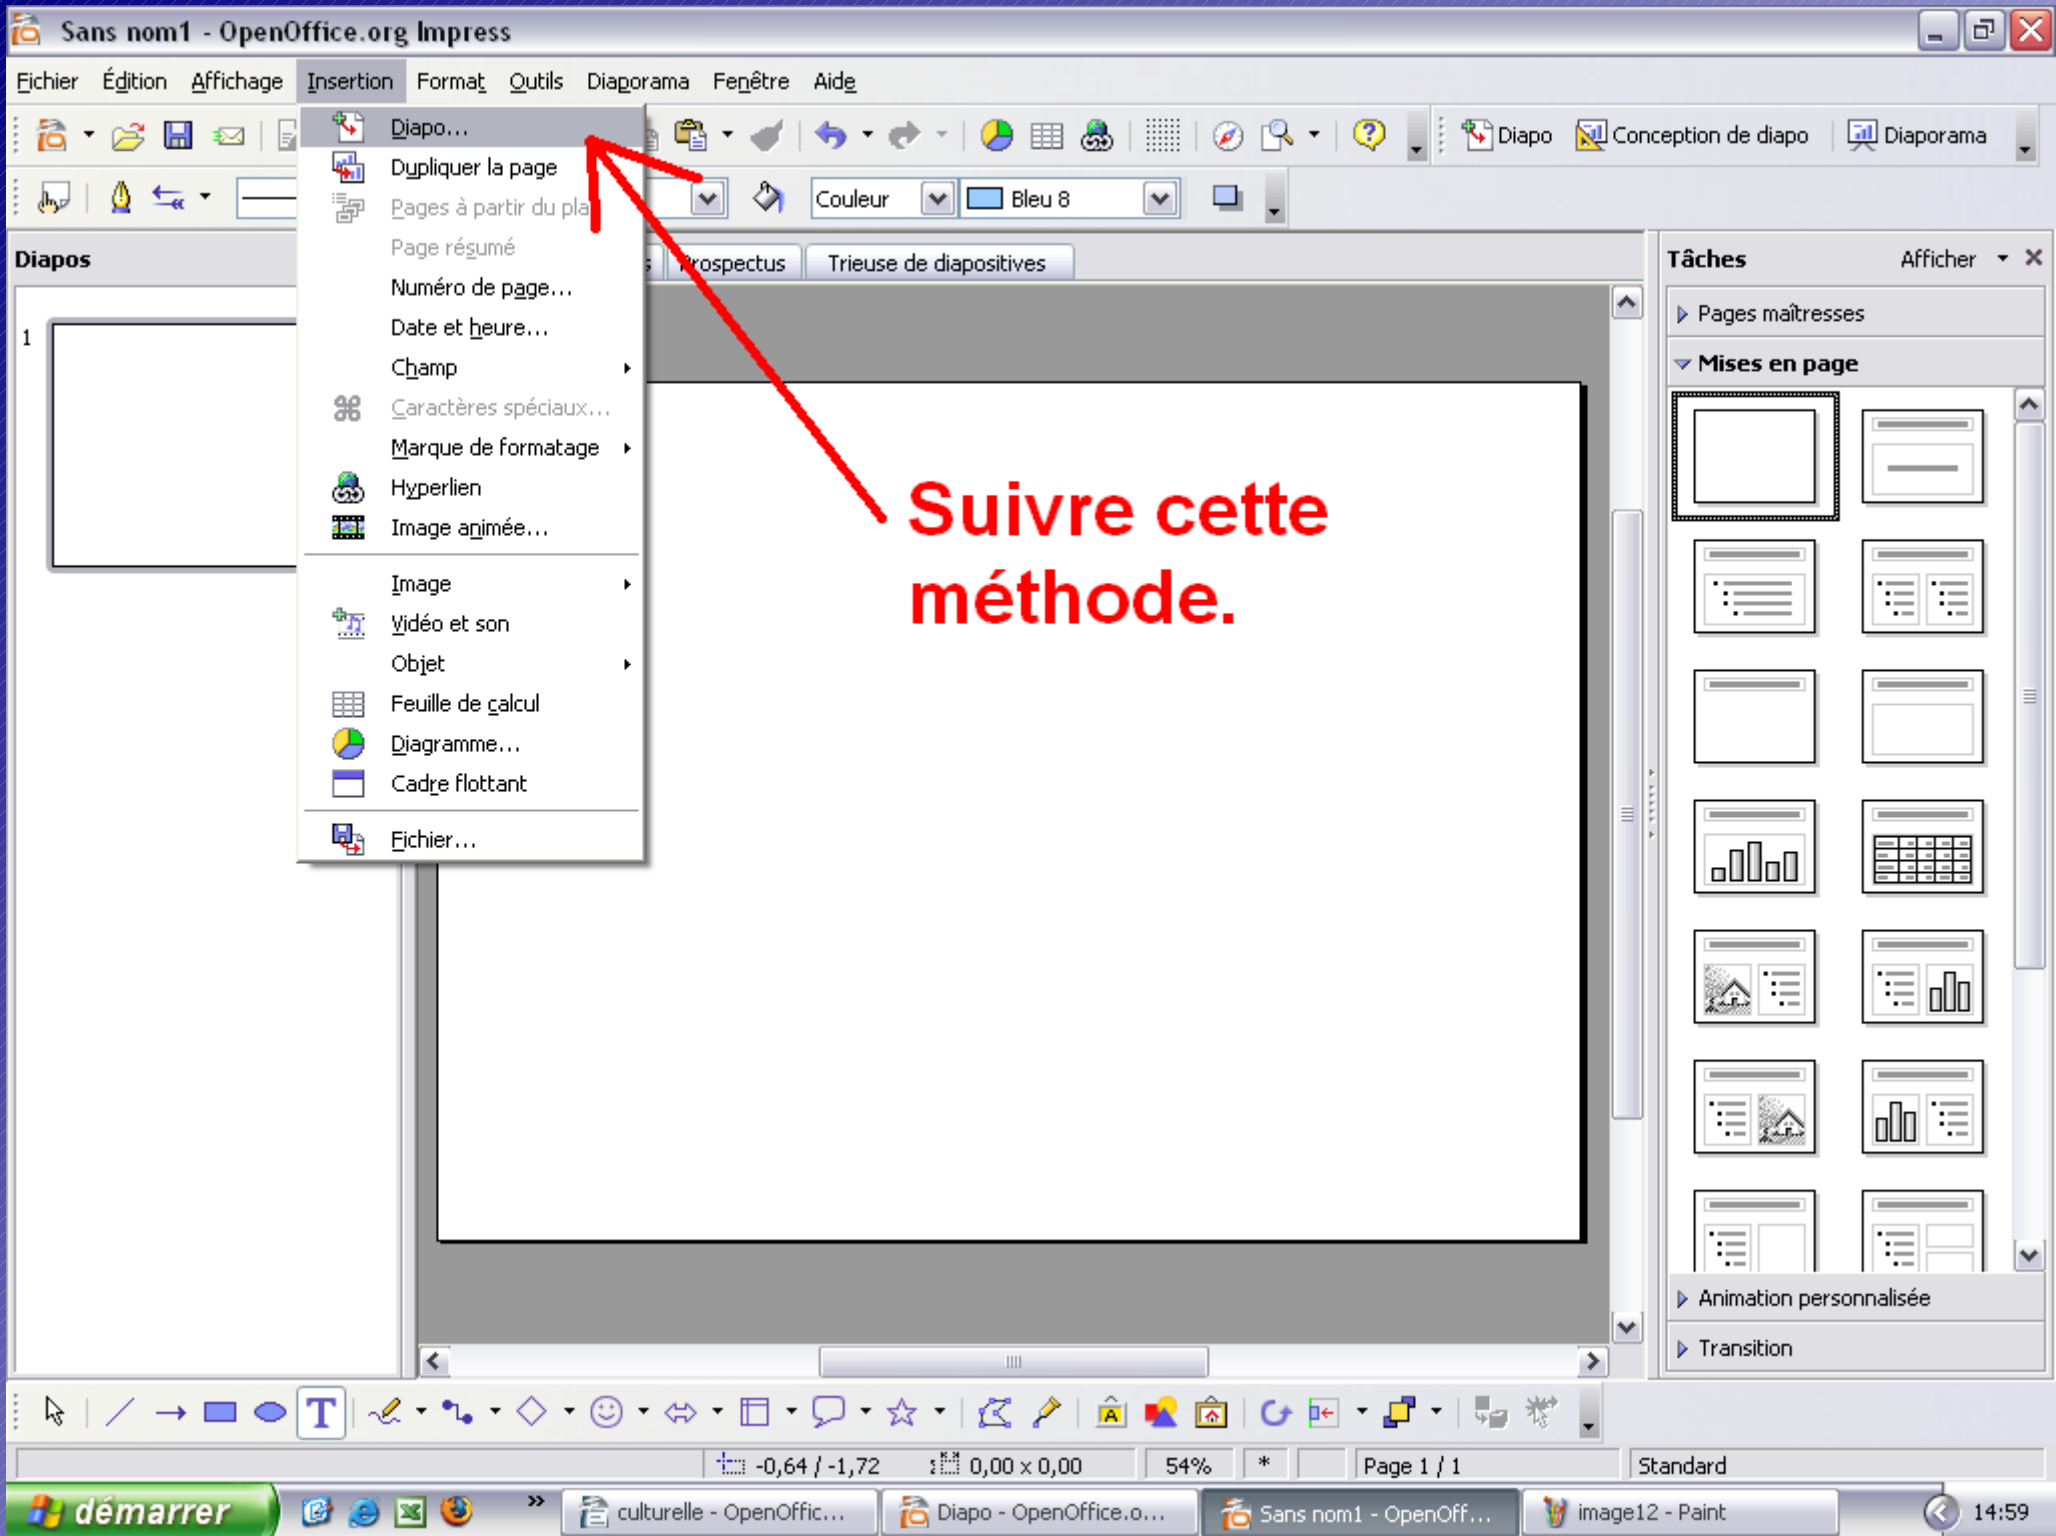 Sans nom1 - OpenOffice.org Impress
Fichier Édition Affichage Insertion Format Outils Diaporama Fenêtre Aide
Diapo...
Diapo Conception de diapo Diaporama
Dupliquer la page
Pages à partir du pla
Couleur Bleu 8
Page résumé
Diapos
Prospectus Trieuse de diapositives
Tâches Afficher
Numéro de page...
Pages maîtresses
Date et heure...
1
Mises en page
Champ
Caractères spéciaux...
Marque de formatage
Hyperlien
Image animée...
Suivre cette
méthode.
Image
Vidéo et son
Objet
Feuille de calcul
Diagramme...
Cadre flottant
Fichier...
Animation personnalisée
Transition
-0,64 / -1,72 0,00 x 0,00 54% * Page 1 / 1 Standard
démarrer » culturelle - OpenOffic... Diapo - OpenOffice.o... Sans nom1 - OpenOff... image12 - Paint 14:59